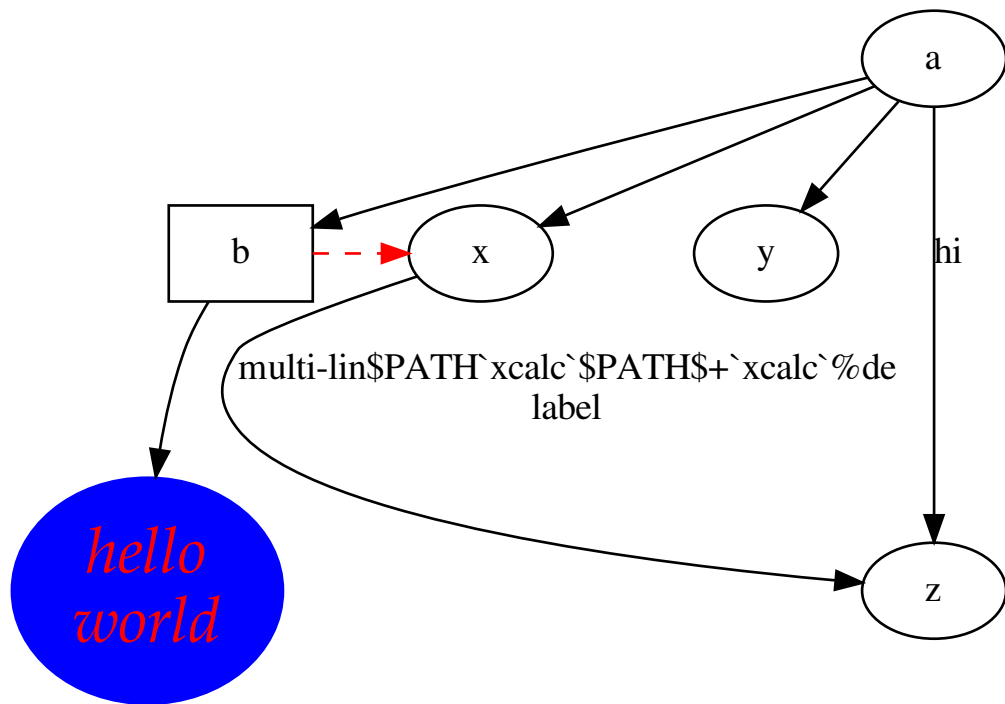 a
b
x
y
hi
multi-lin$PATH`xcalc`$PATH$+`xcalc`%de
label
hello
world
z